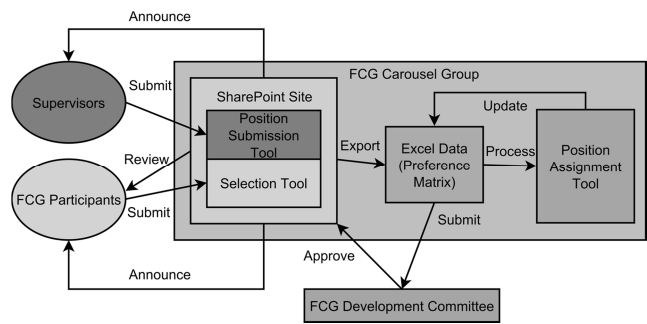 Announce
FCG Carousel Group
Supervisors
Submit
SharePoint Site
Position
Submission
Tool
Selection Tool
Review
FCG Participants
Submit
Export
Excel Data
(Preference
Matrix)
Update
Process
Position
Assignment
Tool
Submit
Approve
Announce
FCG Development Committee